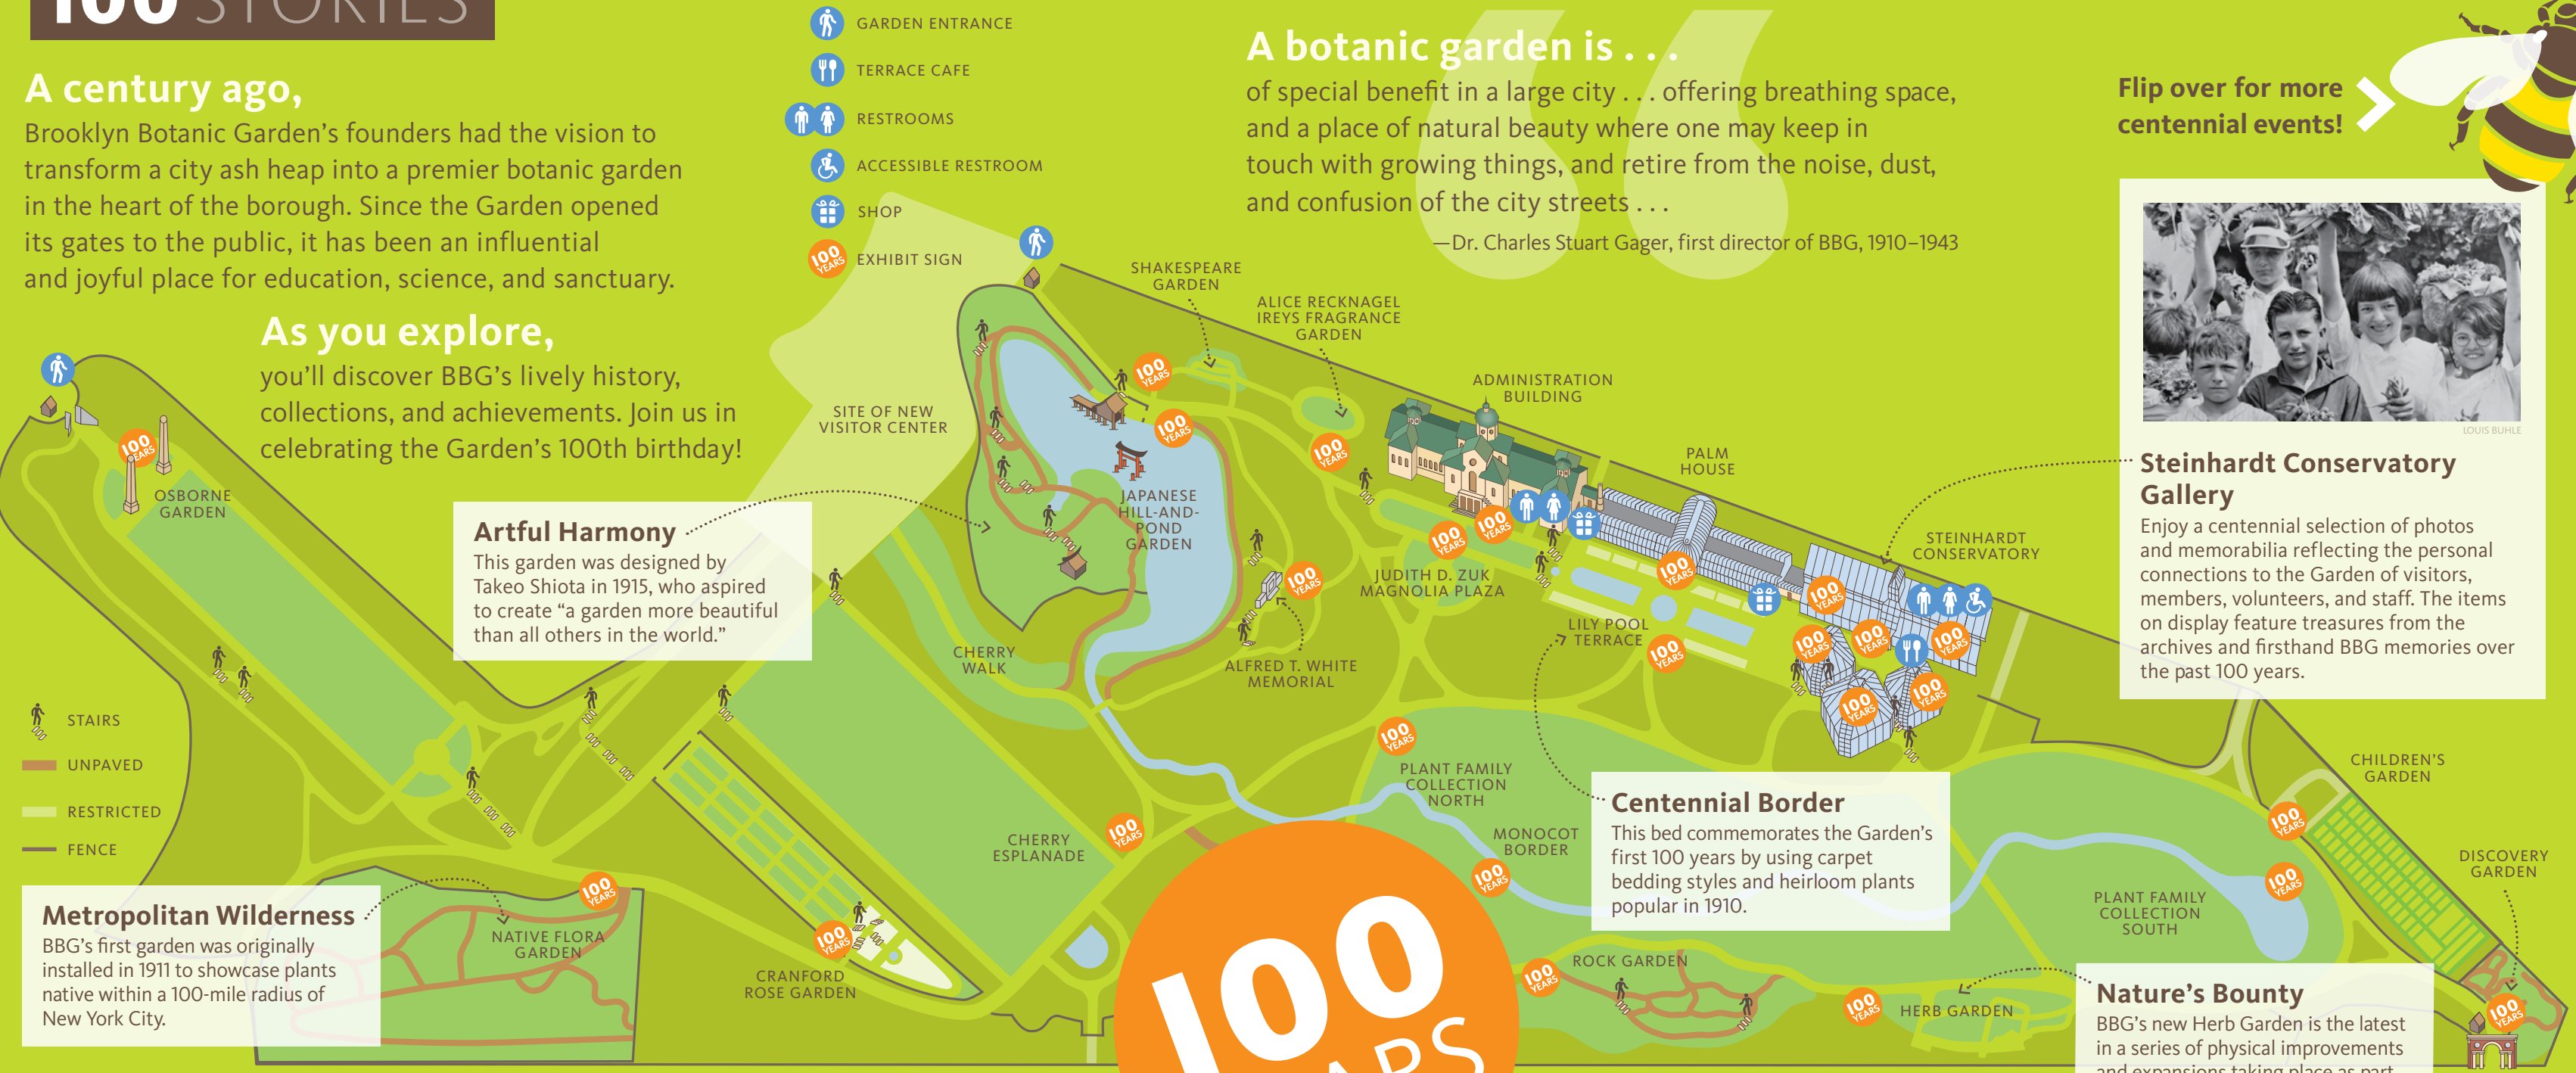 100 STORIES
A century ago,
Brooklyn Botanic Garden's founders had the vision to
transform a city ash heap into a premier botanic garden
in the heart of the borough. Since the Garden opened
its gates to the public, it has been an influential
and joyful place for education, science, and sanctuary.
As you explore,
you'll discover BBG's lively history,
collections, and achievements. Join us in
celebrating the Garden's 100th birthday!
GARDEN ENTRANCE
TERRACE CAFE
RESTROOMS
ACCESSIBLE RESTROOM
SHOP
100 YEARS
EXHIBIT SIGN
A botanic garden is . . .
of special benefit in a large city . . . offering breathing space,
and a place of natural beauty where one may keep in
touch with growing things, and retire from the noise, dust,
and confusion of the city streets . . .
—Dr. Charles Stuart Gager, first director of BBG, 1910–1943
Flip over for more
centennial events!
LOUIS BUHLE
Steinhardt Conservatory
Gallery
Enjoy a centennial selection of photos
and memorabilia reflecting the personal
connections to the Garden of visitors,
members, volunteers, and staff. The items
on display feature treasures from the
archives and firsthand BBG memories over
the past 100 years.
SHAKESPEARE
GARDEN
ALICE RECKNAGEL
IREYS FRAGRANCE
GARDEN
ADMINISTRATION
BUILDING
PALM
HOUSE
STEINHARDT
CONSERVATORY
SITE OF NEW
VISITOR CENTER
OSBORNE
GARDEN
Artful Harmony
This garden was designed by
Takeo Shiota in 1915, who aspired
to create “a garden more beautiful
than all others in the world.”
JAPANESE
HILL-AND-
POND
GARDEN
JUDITH D. ZUK
MAGNOLIA PLAZA
LILY POOL
TERRACE
CHERRY
WALK
ALFRED T. WHITE
MEMORIAL
STAIRS
UNPAVED
RESTRICTED
FENCE
PLANT FAMILY
COLLECTION
NORTH
CHERRY
ESPLANADE
MONOCOT
BORDER
Centennial Border
This bed commemorates the Garden's
first 100 years by using carpet
bedding styles and heirloom plants
popular in 1910.
CHILDREN'S
GARDEN
DISCOVERY
GARDEN
PLANT FAMILY
COLLECTION
SOUTH
Metropolitan Wilderness
BBG's first garden was originally
installed in 1911 to showcase plants
native within a 100-mile radius of
New York City.
NATIVE FLORA
GARDEN
CRANFORD
ROSE GARDEN
100
YEARS
ROCK GARDEN
HERB GARDEN
Nature's Bounty
BBG's new Herb Garden is the latest
in a series of physical improvements
and expansions taking place as part